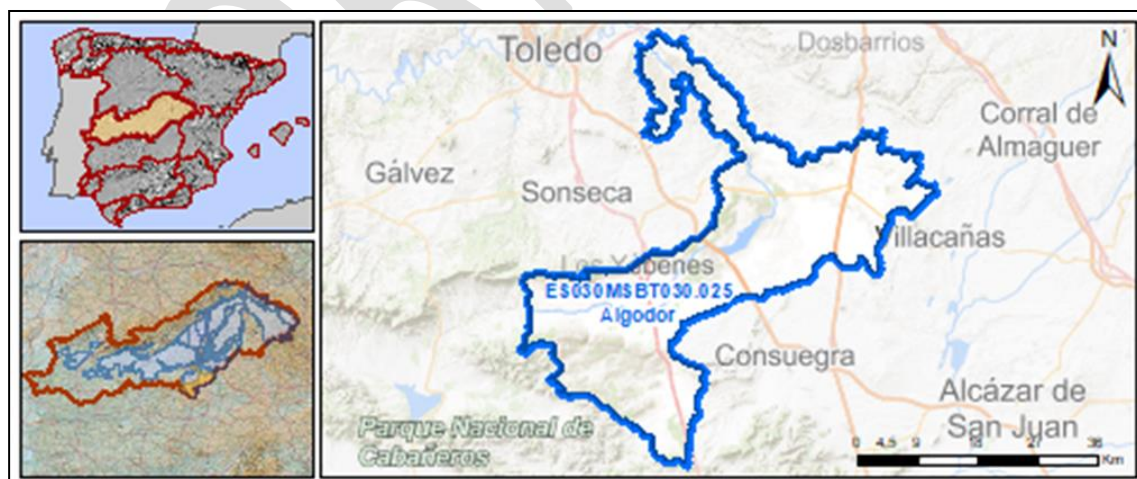 Toledo
Dosbarrios
N
Corral de
Almaguer
Gálvez
Sonseca
Villacañas
Los Yébenes
ES030MSBT030.025
Algodor
Consuegra
Alcázar de
San Juan
Parque Nacional de
Cabañeros
0 4,5 9 18 27 36
Km